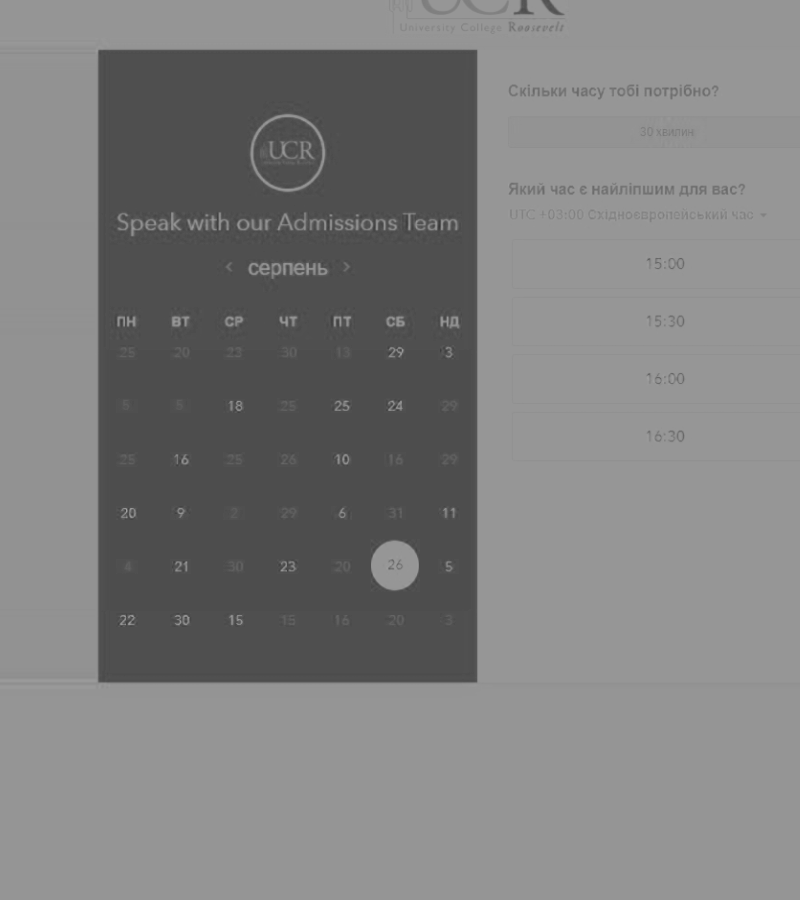 UCR
University College Roosevelt
UCR
Speak with our Admissions Team
‹ серпень ›
ПН ВТ СР ЧТ ПТ СБ НД
25 20 22 30 13 29 3
5 5 18 25 25 24 29
25 16 25 26 10 16 29
20 9 2 29 6 31 11
4 21 30 23 20 26 5
22 30 15 15 16 20 3
Скільки часу тобі потрібно?
30 хвилин
Який час є найліпшим для вас?
UTC +03:00 Східноєвропейський час
15:00
15:30
16:00
16:30